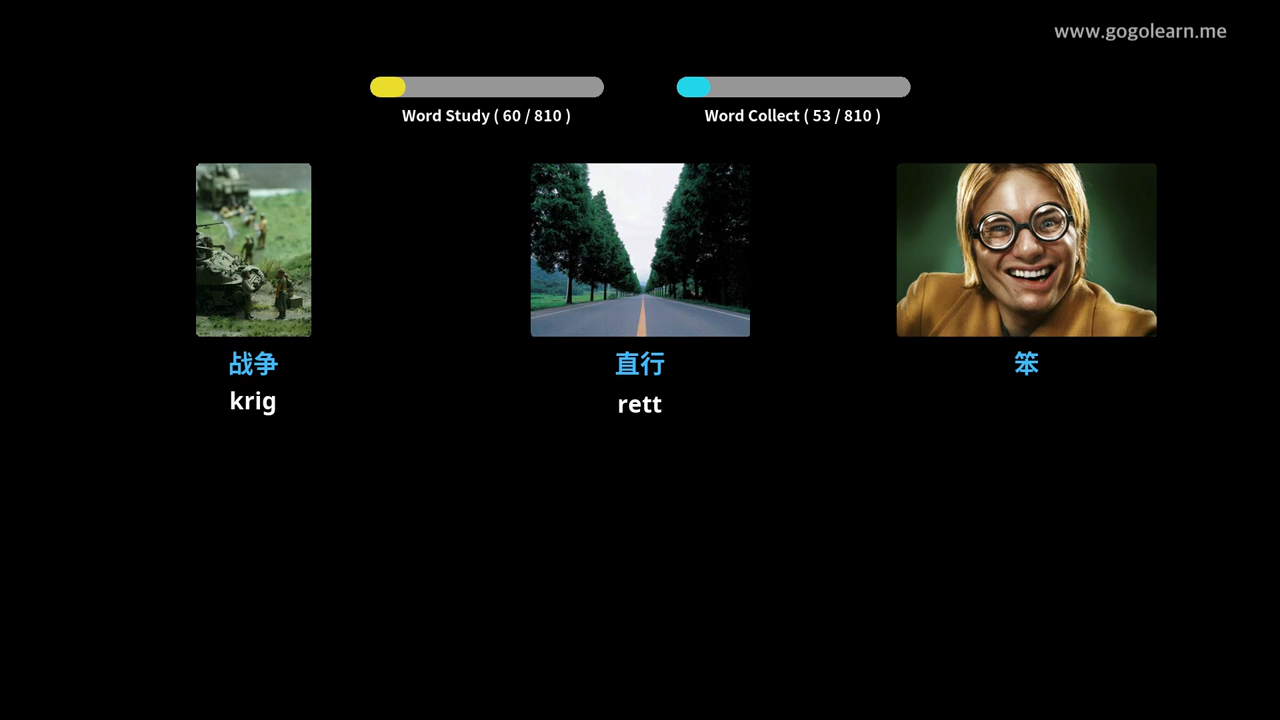 www.gogolearn.me
Word Study ( 60 / 810 )
Word Collect ( 53 / 810 )
战争
直行
笨
krig
rett